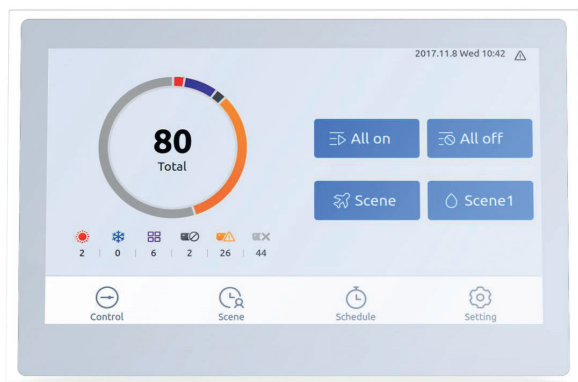 2017.11.8 Wed 10:42
80
Total
All on
All off
Scene
Scene1
2 | 0 | 6 | 2 | 26 | 44
Control
Scene
Schedule
Setting